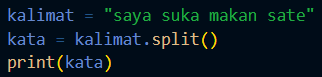 kalimat = "saya suka makan sate"
kata = kalimat.split()
print(kata)